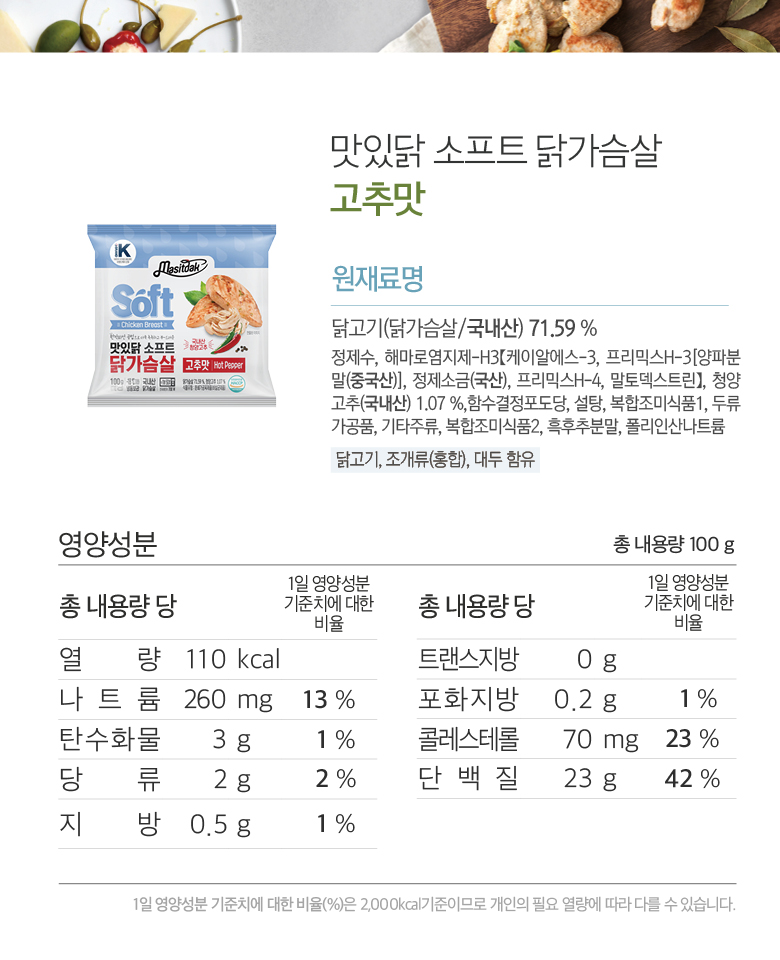 맛있닭 소프트 닭가슴살
고추맛
K
Masitdak
Soft
Chicken Breast
맛있닭 소프트
닭가슴살
국내산
청양고추
고추맛 Hot Pepper
100g
원재료명
닭고기(닭가슴살/국내산) 71.59 %
정제수, 해마로염지제-H3【케이알에스-3, 프리믹스H-3[양파분
말(중국산)], 정제소금(국산), 프리믹스H-4, 말토덱스트린】, 청양
고추(국내산) 1.07 %,함수결정포도당, 설탕, 복합조미식품1, 두류
가공품, 기타주류, 복합조미식품2, 흑후추분말, 폴리인산나트륨
닭고기, 조개류(홍합), 대두 함유
영양성분
총 내용량 100 g
총 내용량 당
1일 영양성분
기준치에 대한
비율
열 량 110 kcal
나 트 륨 260 mg 13 %
탄수화물 3 g 1 %
당 류 2 g 2 %
지 방 0.5 g 1 %
총 내용량 당
1일 영양성분
기준치에 대한
비율
트랜스지방 0 g
포화지방 0.2 g 1 %
콜레스테롤 70 mg 23 %
단 백 질 23 g 42 %
1일 영양성분 기준치에 대한 비율(%)은 2,000kcal기준이므로 개인의 필요 열량에 따라 다를 수 있습니다.